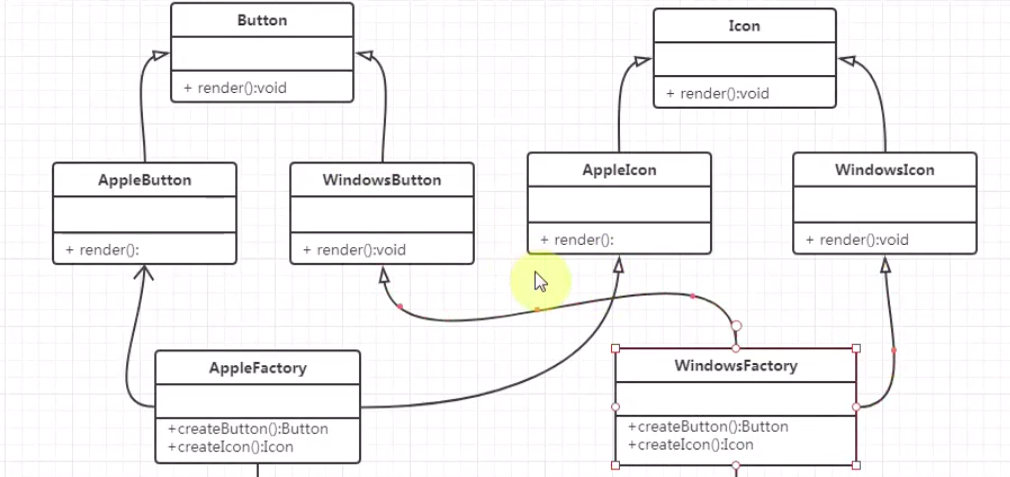 Button
+ render():void
Icon
+ render():void
AppleButton
+ render():
WindowsButton
+ render():void
AppleIcon
+ render():
WindowsIcon
+ render():void
AppleFactory
+createButton():Button
+createIcon():Icon
WindowsFactory
+createButton():Button
+createIcon():Icon